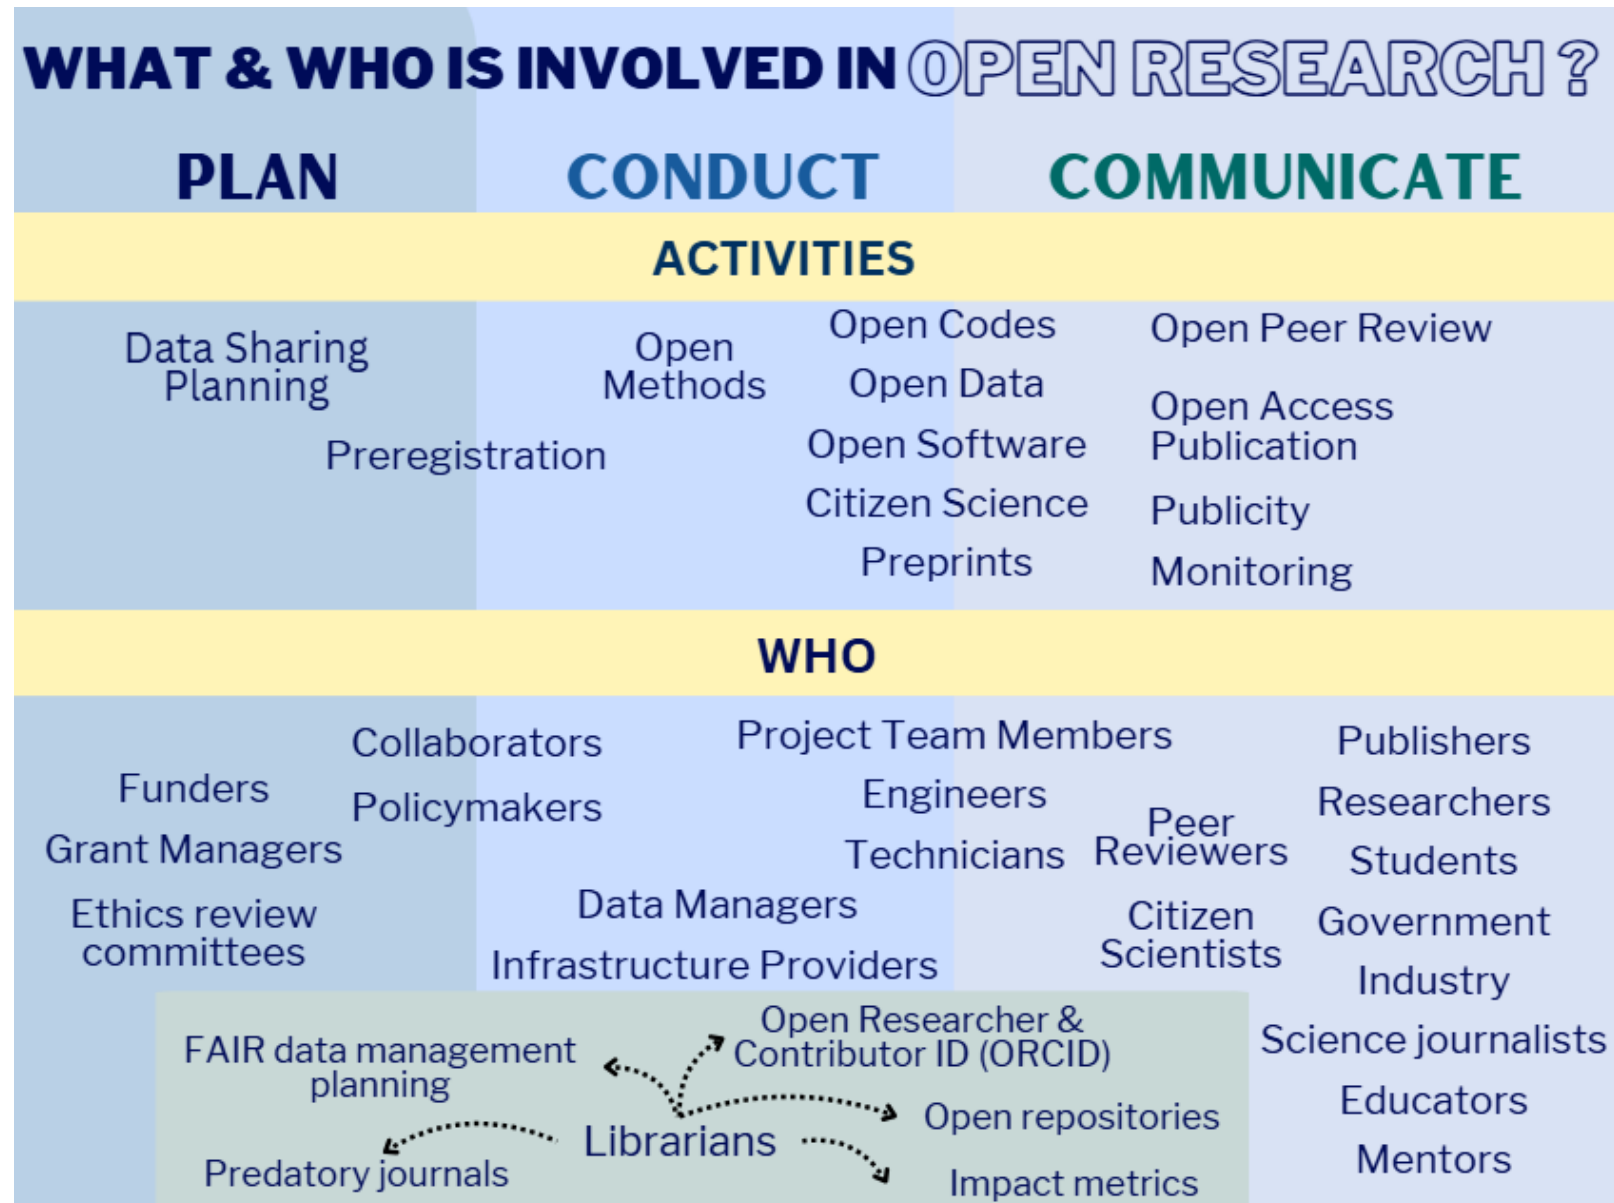 WHAT & WHO IS INVOLVED IN OPEN RESEARCH ?
PLAN
CONDUCT
COMMUNICATE
ACTIVITIES
Data Sharing
Planning
Preregistration
Open
Methods
Open Codes
Open Data
Open Software
Citizen Science
Preprints
Open Peer Review
Open Access
Publication
Publicity
Monitoring
WHO
Funders
Grant Managers
Ethics review
committees
Collaborators
Policymakers
Project Team Members
Engineers
Technicians
Data Managers
Infrastructure Providers
Peer
Reviewers
Citizen
Scientists
Publishers
Researchers
Students
Government
Industry
Science journalists
Educators
Mentors
FAIR data management
planning
Open Researcher &
Contributor ID (ORCID)
Librarians
Open repositories
Predatory journals
Impact metrics